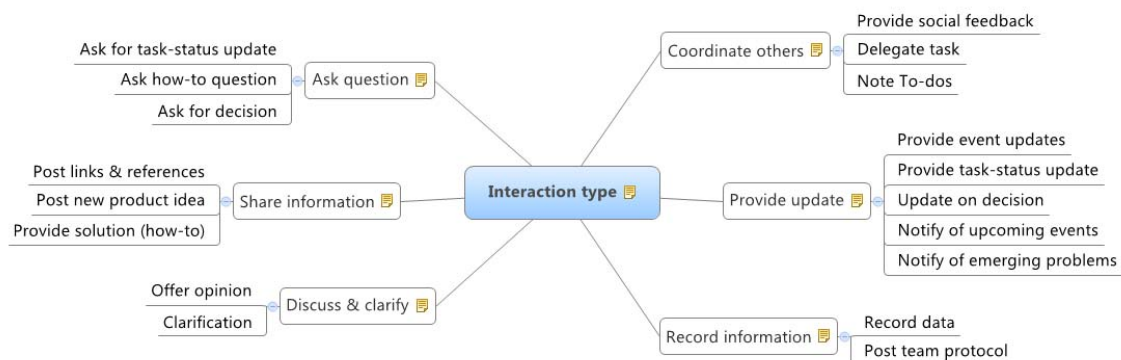 Interaction type
Ask question
Ask for task-status update
Ask how-to question
Ask for decision
Share information
Post links & references
Post new product idea
Provide solution (how-to)
Discuss & clarify
Offer opinion
Clarification
Coordinate others
Provide social feedback
Delegate task
Note To-dos
Provide update
Provide event updates
Provide task-status update
Update on decision
Notify of upcoming events
Notify of emerging problems
Record information
Record data
Post team protocol